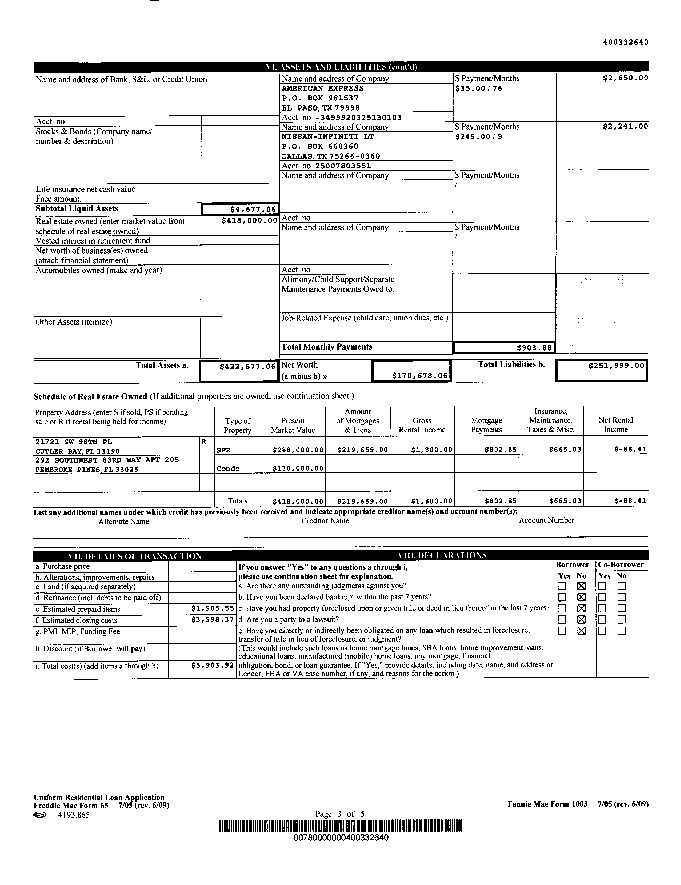 400332640
VI. ASSETS AND LIABILITIES (cont'd)
Name and address of Bank, S&L, or Credit Union
Name and address of Company
$ Payment/Months
$2,650.00
AMERICAN EXPRESS
$35.00/76
P.O. BOX 981537
EL PASO, TX 79998
Acct. no.
Acct. no. -3499920325130103
Stocks & Bonds (Company name/
number & description)
Name and address of Company
$ Payment/Months
$2,241.00
NISSAN-INFINITI LT
$245.00/9
P.O. BOX 660360
DALLAS, TX 75266-0360
Acct. no. 25007803551
Name and address of Company
$ Payment/Months
/
Life insurance net cash value
Face amount:
Subtotal Liquid Assets
$4,677.06
Real estate owned (enter market value from
schedule of real estate owned)
$418,000.00
Acct. no.
Name and address of Company
$ Payment/Months
/
Vested interest in retirement fund
Net worth of business(es) owned
(attach financial statement)
Automobiles owned (make and year)
Acct. no.
Alimony/Child Support/Separate
Maintenance Payments Owed to:
Other Assets (itemize)
Job-Related Expense (child care, union dues, etc.)
Total Monthly Payments
$903.88
Total Assets a.
$422,677.06
Net Worth
(a minus b) »
$170,678.06
Total Liabilities b.
$251,999.00
Schedule of Real Estate Owned (If additional properties are owned, use continuation sheet.)
Property Address (enter S if sold, PS if pending
sale or R if rental being held for income)
Type of
Property
Present
Market Value
Amount
of Mortgages
& Liens
Gross
Rental Income
Mortgage
Payments
Insurance,
Maintenance,
Taxes & Misc.
Net Rental
Income
21721 SW 98TH PL
R
CUTLER BAY, FL 33190
SFR
$298,000.00
$219,659.00
$1,800.00
$802.85
$665.03
$-88.41
292 SOUTHWEST 83RD WAY APT 205
PEMBROKE PINES, FL 33025
Condo
$120,000.00
Totals
$418,000.00
$219,659.00
$1,800.00
$802.85
$665.03
$-88.41
List any additional names under which credit has previously been received and indicate appropriate creditor name(s) and account number(s):
Alternate Name
Creditor Name
Account Number
VII. DETAILS OF TRANSACTION
VIII. DECLARATIONS
a. Purchase price
b. Alterations, improvements, repairs
c. Land (if acquired separately)
d. Refinance (incl. debts to be paid off)
e. Estimated prepaid items
$1,905.55
f. Estimated closing costs
$3,998.37
g. PMI, MIP, Funding Fee
h. Discount (if Borrower will pay)
i. Total costs (add items a through h)
$5,903.92
If you answer "Yes" to any questions a through i,
please use continuation sheet for explanation.
Borrower
Co-Borrower
Yes No
Yes No
a. Are there any outstanding judgments against you?
b. Have you been declared bankrupt within the past 7 years?
c. Have you had property foreclosed upon or given title or deed in lieu thereof in the last 7 years?
d. Are you a party to a lawsuit?
e. Have you directly or indirectly been obligated on any loan which resulted in foreclosure,
transfer of title in lieu of foreclosure, or judgment?
(This would include such loans as home mortgage loans, SBA loans, home improvement loans,
educational loans, manufactured (mobile) home loans, any mortgage, financial
obligation, bond, or loan guarantee. If "Yes," provide details, including date, name, and address of
Lender, FHA or VA case number, if any, and reasons for the action.)
Uniform Residential Loan Application
Freddie Mac Form 65 7/05 (rev. 6/09)
Fannie Mae Form 1003 7/05 (rev. 6/09)
4193.865
Page 3 of 5
00780000000400332640